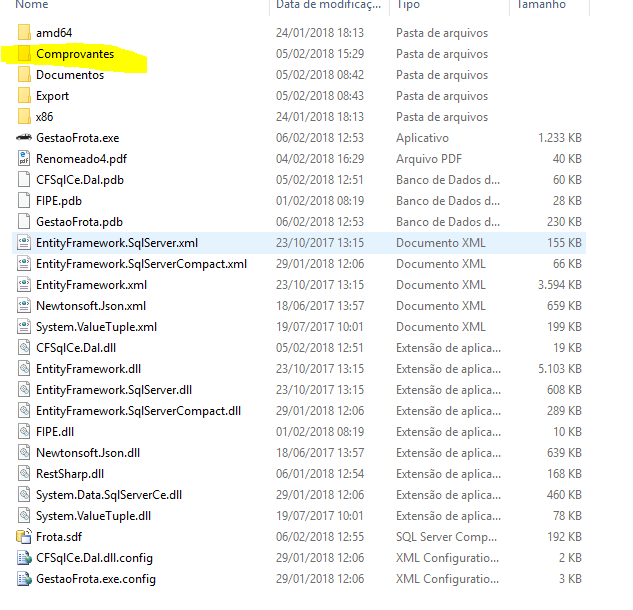 Nome Data de modificaç... Tipo Tamanho
amd64 24/01/2018 18:13 Pasta de arquivos
Comprovantes 05/02/2018 15:29 Pasta de arquivos
Documentos 05/02/2018 08:42 Pasta de arquivos
Export 05/02/2018 08:43 Pasta de arquivos
x86 24/01/2018 18:13 Pasta de arquivos
GestaoFrota.exe 06/02/2018 12:53 Aplicativo 1.233 KB
Renomeado4.pdf 04/02/2018 16:29 Arquivo PDF 40 KB
CFSqlCe.Dal.pdb 05/02/2018 12:51 Banco de Dados d... 60 KB
FIPE.pdb 01/02/2018 08:19 Banco de Dados d... 28 KB
GestaoFrota.pdb 06/02/2018 12:53 Banco de Dados d... 230 KB
EntityFramework.SqlServer.xml 23/10/2017 13:15 Documento XML 155 KB
EntityFramework.SqlServerCompact.xml 29/01/2018 12:06 Documento XML 66 KB
EntityFramework.xml 23/10/2017 13:15 Documento XML 3.594 KB
Newtonsoft.Json.xml 18/06/2017 13:57 Documento XML 659 KB
System.ValueTuple.xml 19/07/2017 10:01 Documento XML 199 KB
CFSqlCe.Dal.dll 05/02/2018 12:51 Extensão de aplica... 19 KB
EntityFramework.dll 23/10/2017 13:15 Extensão de aplica... 5.103 KB
EntityFramework.SqlServer.dll 23/10/2017 13:15 Extensão de aplica... 608 KB
EntityFramework.SqlServerCompact.dll 29/01/2018 12:06 Extensão de aplica... 289 KB
FIPE.dll 01/02/2018 08:19 Extensão de aplica... 10 KB
Newtonsoft.Json.dll 18/06/2017 13:57 Extensão de aplica... 639 KB
RestSharp.dll 06/01/2018 12:54 Extensão de aplica... 168 KB
System.Data.SqlServerCe.dll 29/01/2018 12:06 Extensão de aplica... 460 KB
System.ValueTuple.dll 19/07/2017 10:01 Extensão de aplica... 78 KB
Frota.sdf 06/02/2018 12:55 SQL Server Comp... 192 KB
CFSqlCe.Dal.dll.config 29/01/2018 12:06 XML Configuratio... 2 KB
GestaoFrota.exe.config 29/01/2018 12:06 XML Configuratio... 3 KB